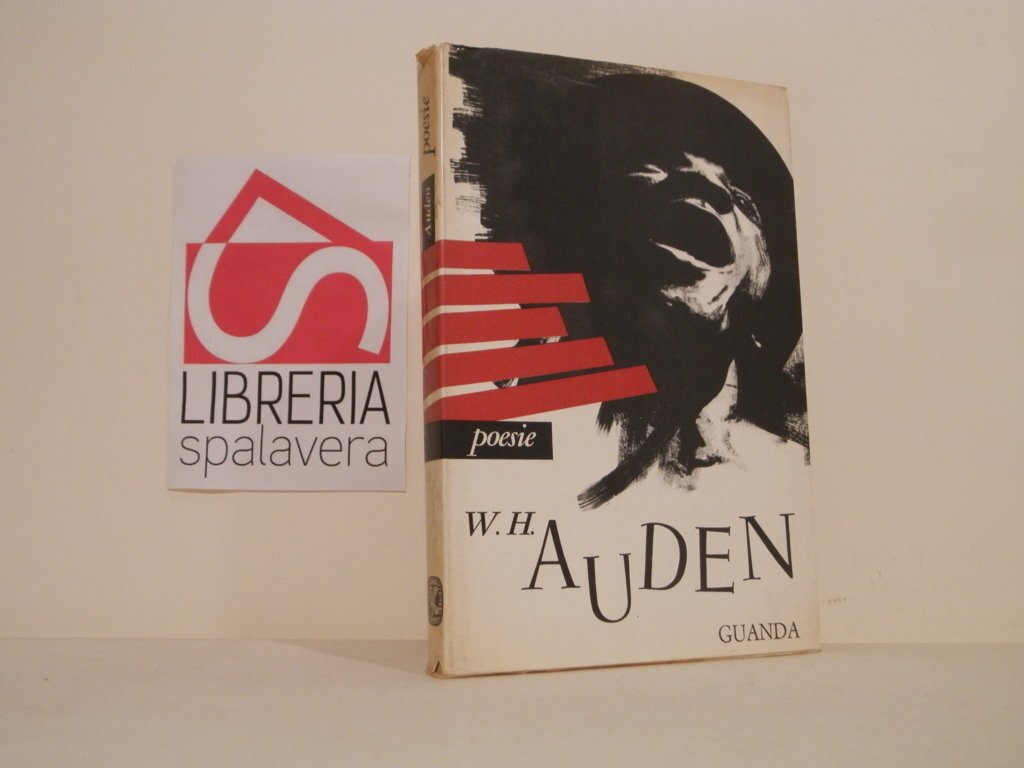 LIBRERIA
spalavera
poesie
Auden
poesie
W. H. AUDEN
GUANDA